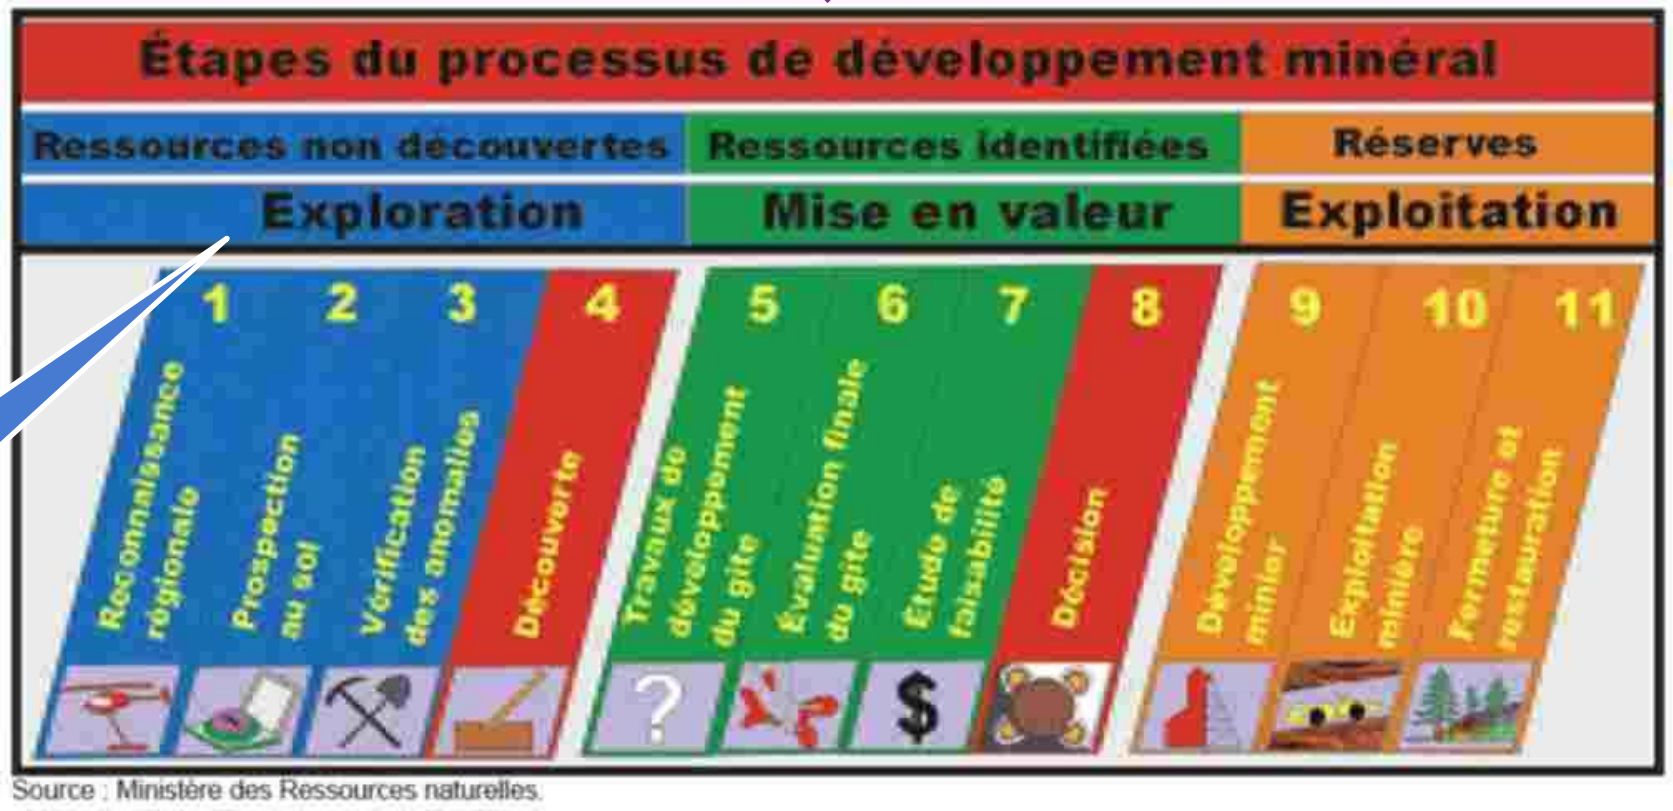 Étapes du processus de développement minéral
Ressources non découvertes
Ressources identifiées
Réserves
Exploration
Mise en valeur
Exploitation
1
Reconnaissance
régionale
2
Prospection
au sol
3
Vérification
des anomalies
4
Découverte
5
Travaux de
développement
du gîte
6
Évaluation finale
du gîte
7
Étude de
faisabilité
8
Décision
9
Développement
minier
10
Exploitation
minière
11
Fermeture et
restauration
?
$
Source : Ministère des Ressources naturelles.